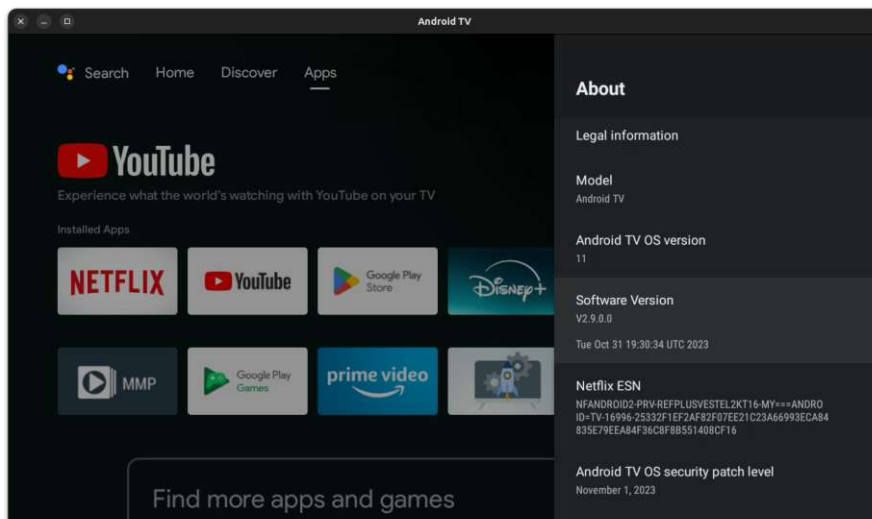 Android TV
Search Home Discover Apps
YouTube
Experience what the world's watching with YouTube on your TV
Installed Apps
NETFLIX YouTube Google Play Store Disney+
MMP Google Play Games prime video
Find more apps and games
About
Legal information
Model
Android TV
Android TV OS version
11
Software Version
V2.9.0.0
Tue Oct 31 19:30:34 UTC 2023
Netflix ESN
NFANDROID2-PRV-REFPLUSVESTEL2KT16-MY===ANDRO
ID=TV-16996-25332F1EF2AF82F07EE21C23A66993ECA84
835E79EEA84F36C8F8B551408CF16
Android TV OS security patch level
November 1, 2023